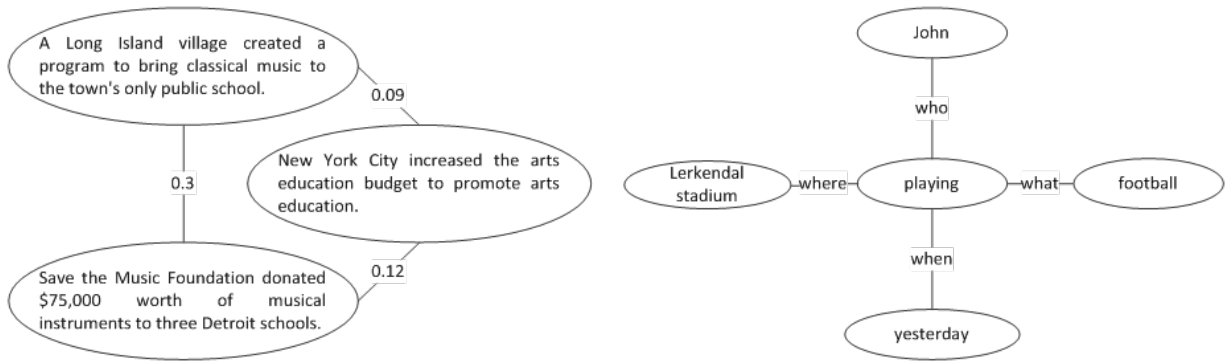 A Long Island village created a
program to bring classical music to
the town's only public school.
0.09
0.3
New York City increased the arts
education budget to promote arts
education.
0.12
Save the Music Foundation donated
$75,000 worth of musical
instruments to three Detroit schools.
John
who
Lerkendal
stadium
where
playing
what
football
when
yesterday